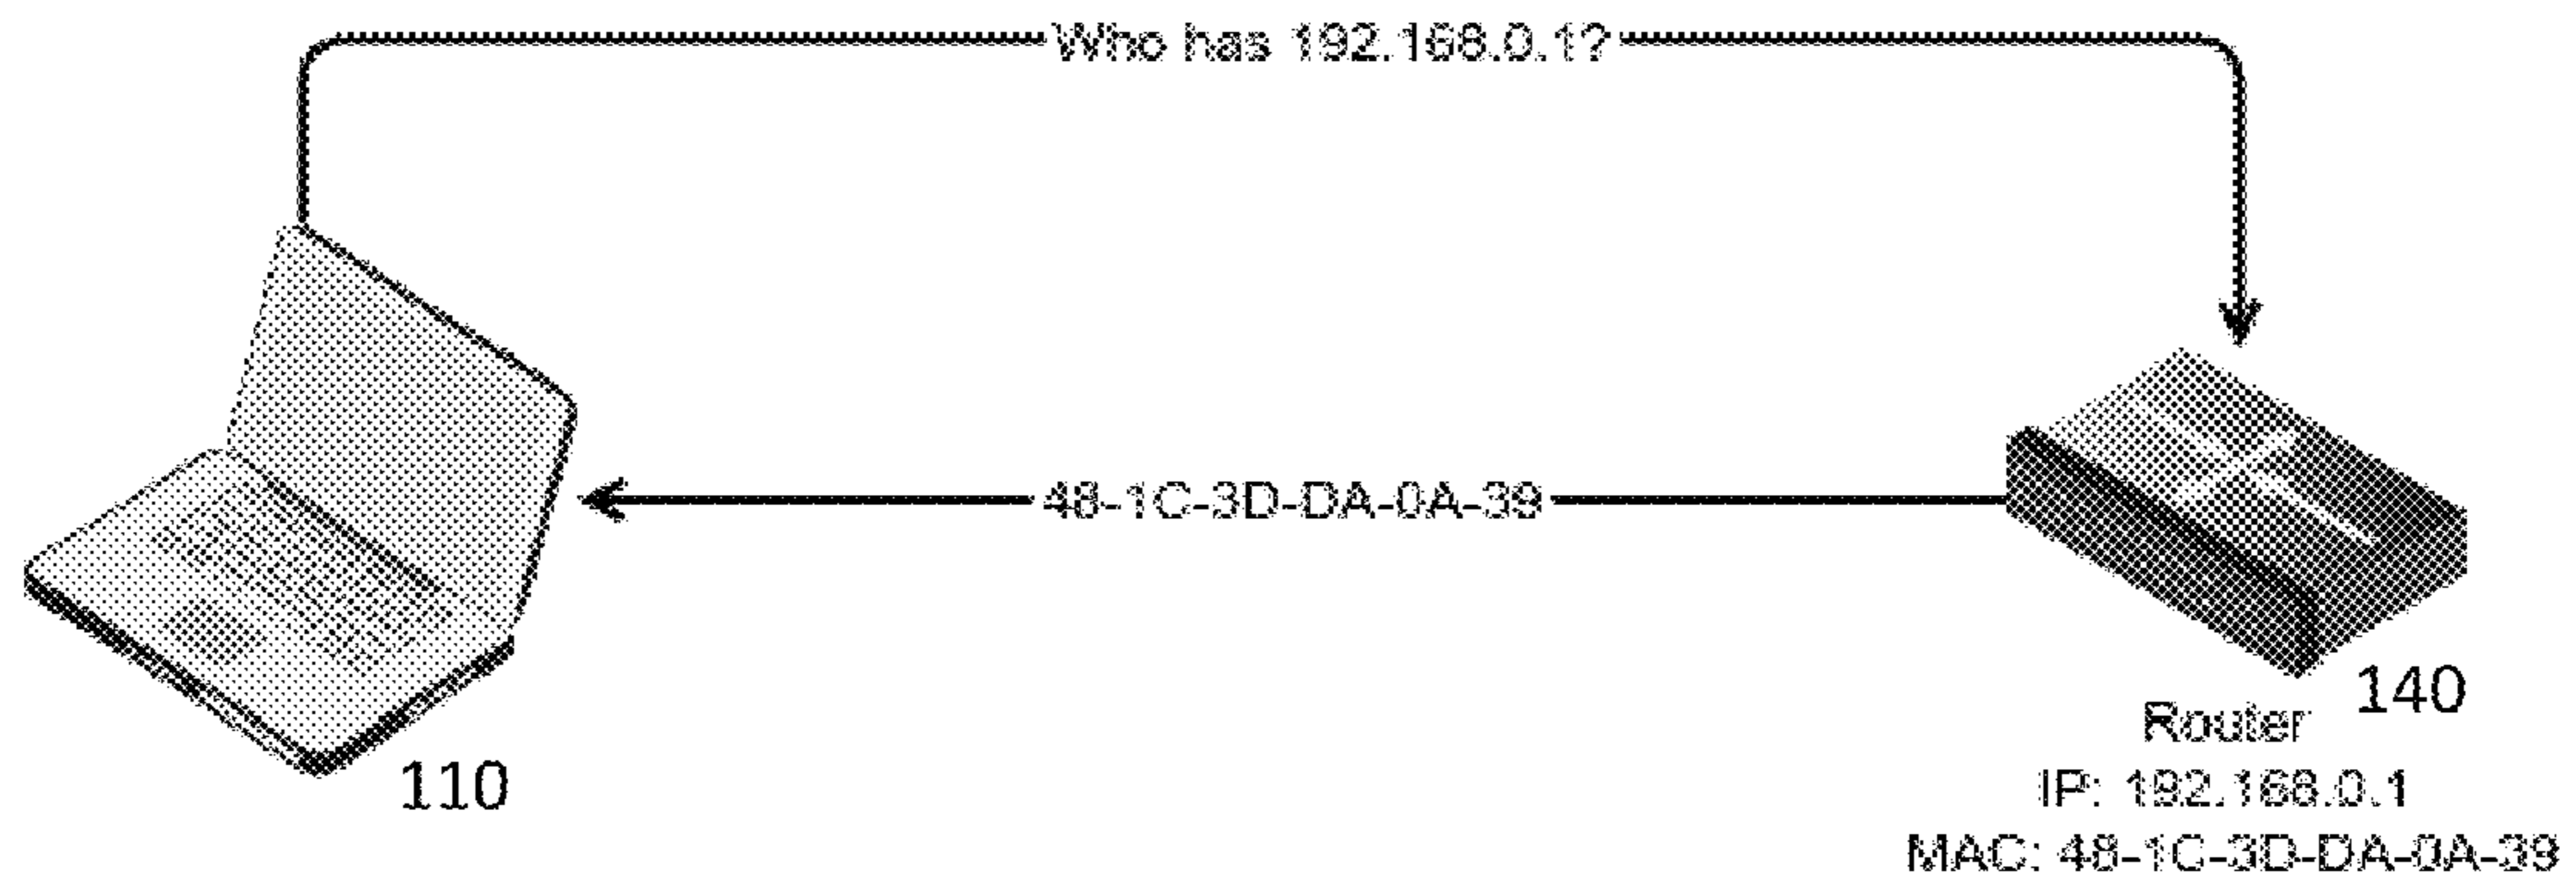 Who has 192.168.0.1?
48-1C-3D-DA-0A-39
110
140
Router
IP: 192.168.0.1
MAC: 48-1C-3D-DA-0A-39